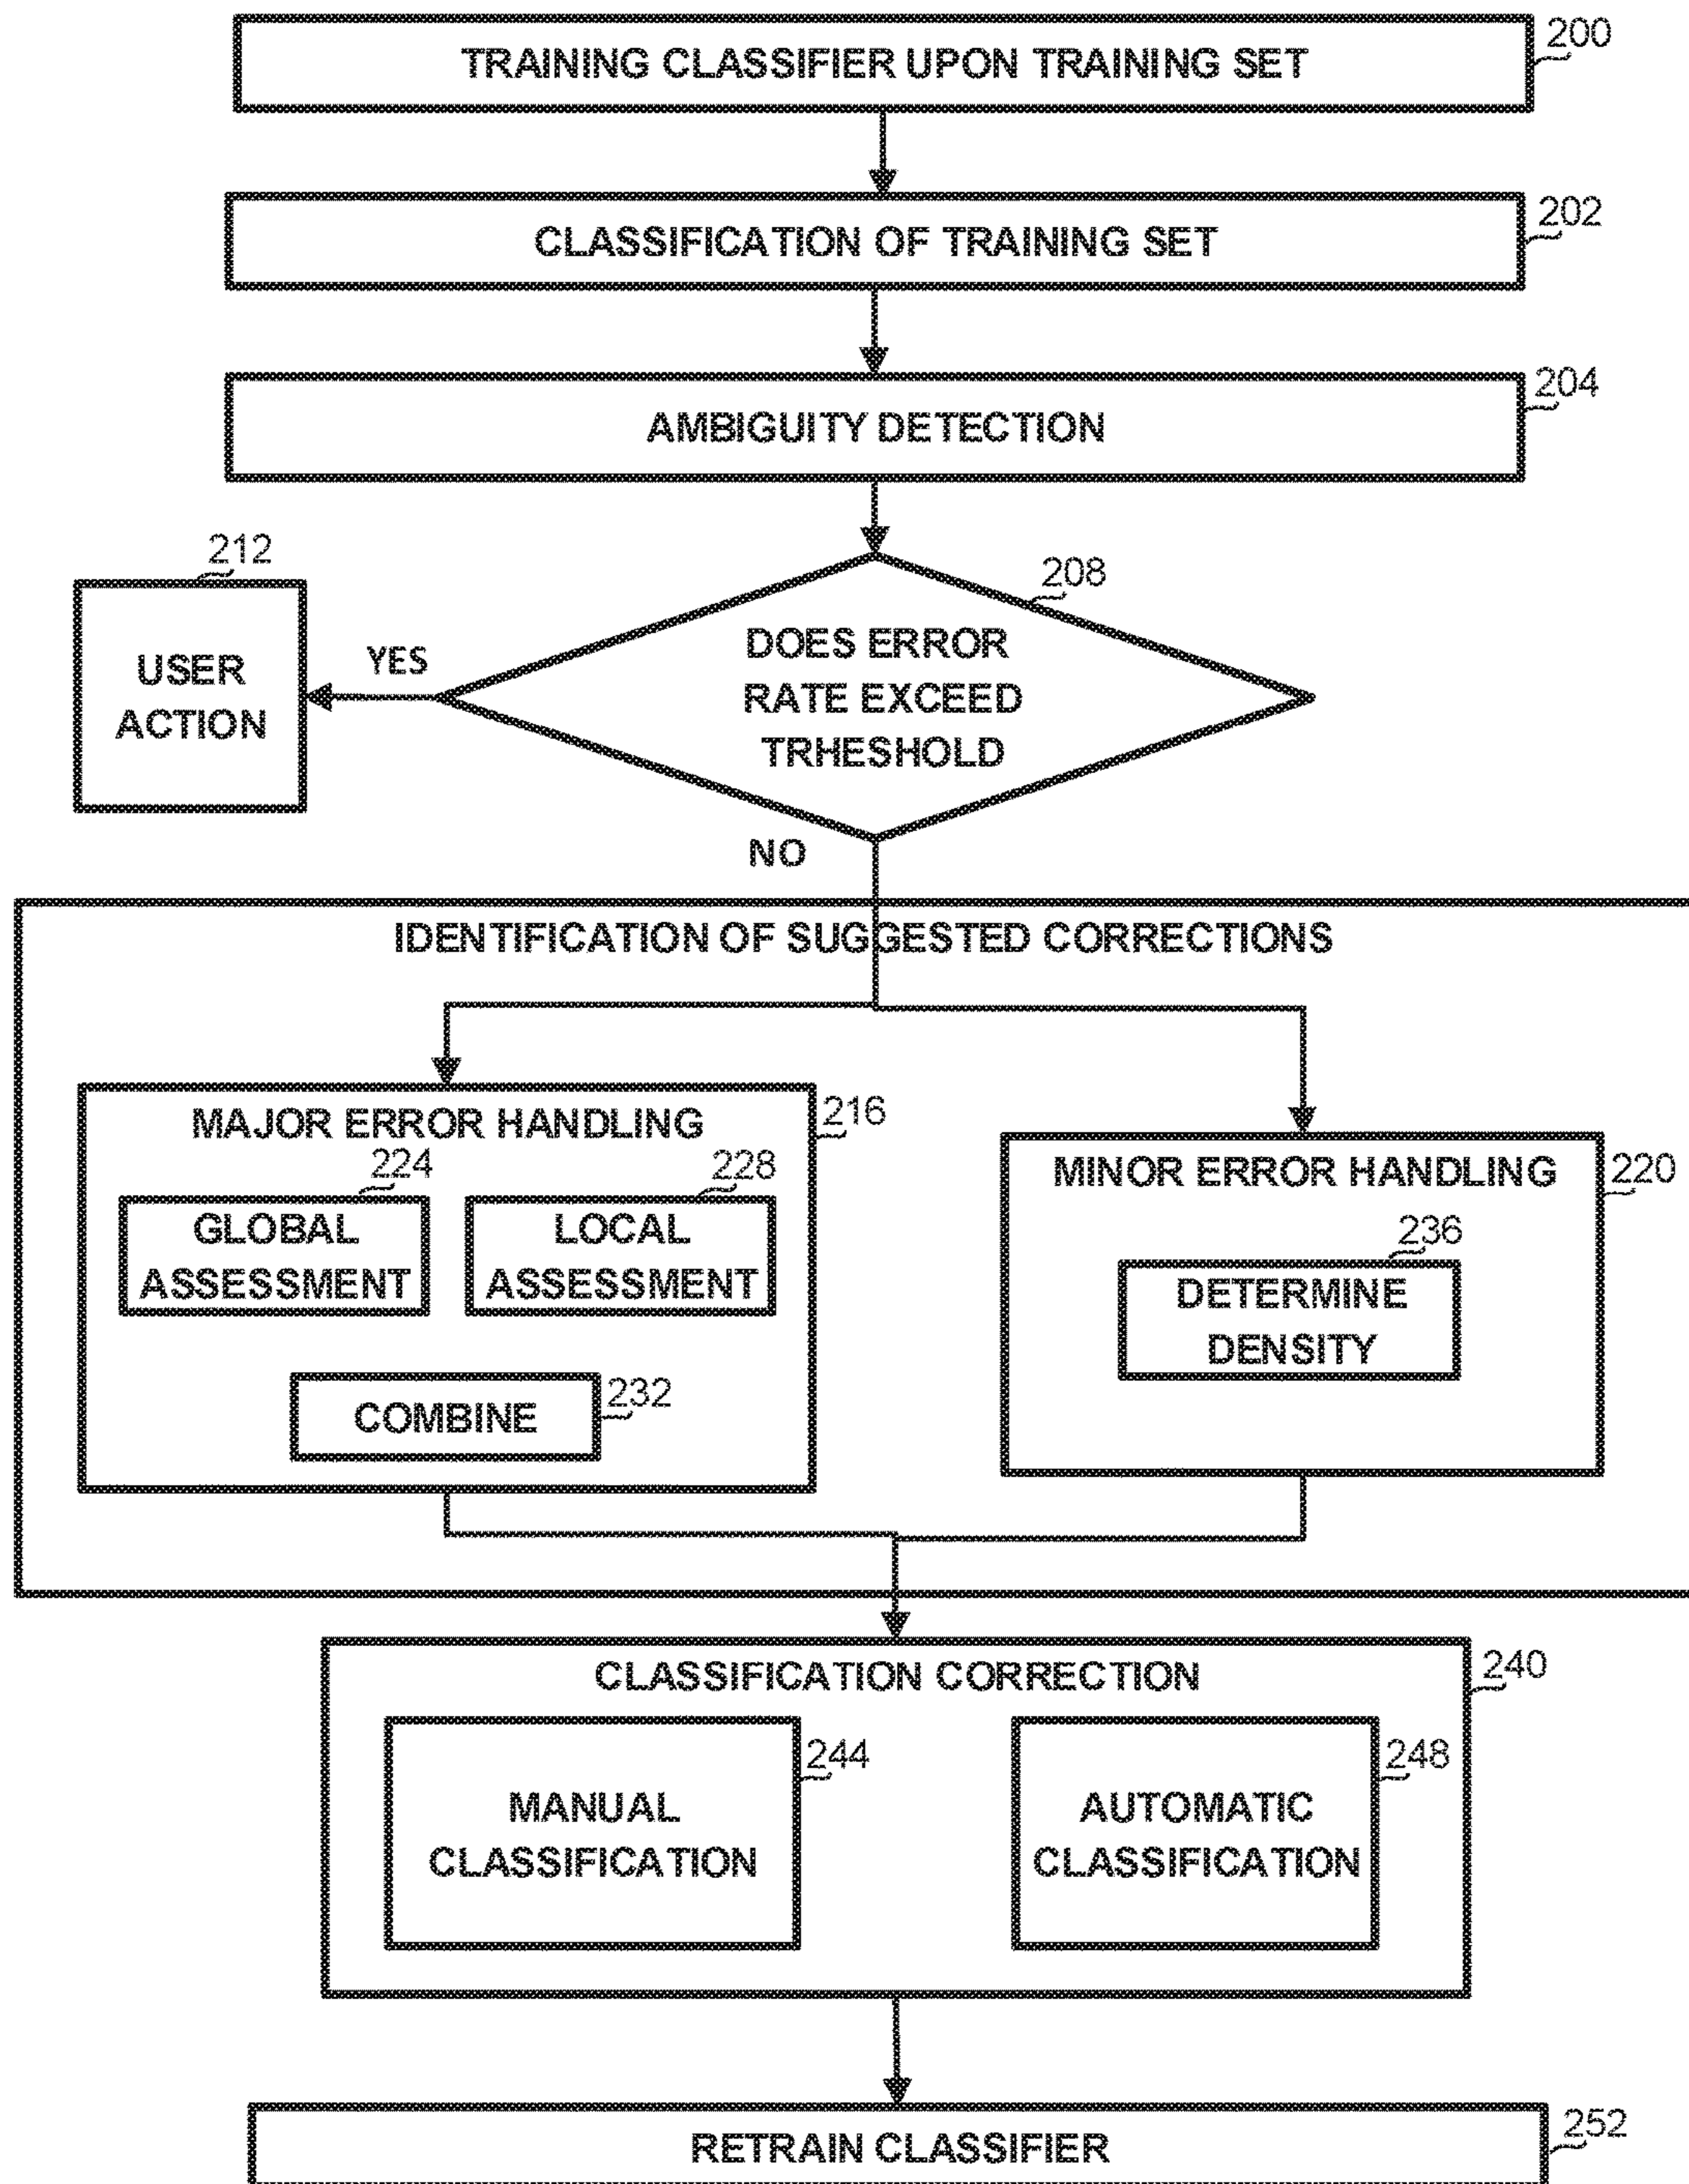 200
TRAINING CLASSIFIER UPON TRAINING SET
202
CLASSIFICATION OF TRAINING SET
204
AMBIGUITY DETECTION
212
208
USER
ACTION
YES
DOES ERROR
RATE EXCEED
TRHESHOLD
NO
IDENTIFICATION OF SUGGESTED CORRECTIONS
MAJOR ERROR HANDLING
216
224
228
GLOBAL
ASSESSMENT
LOCAL
ASSESSMENT
COMBINE
232
MINOR ERROR HANDLING
220
236
DETERMINE
DENSITY
CLASSIFICATION CORRECTION
240
244
MANUAL
CLASSIFICATION
248
AUTOMATIC
CLASSIFICATION
252
RETRAIN CLASSIFIER